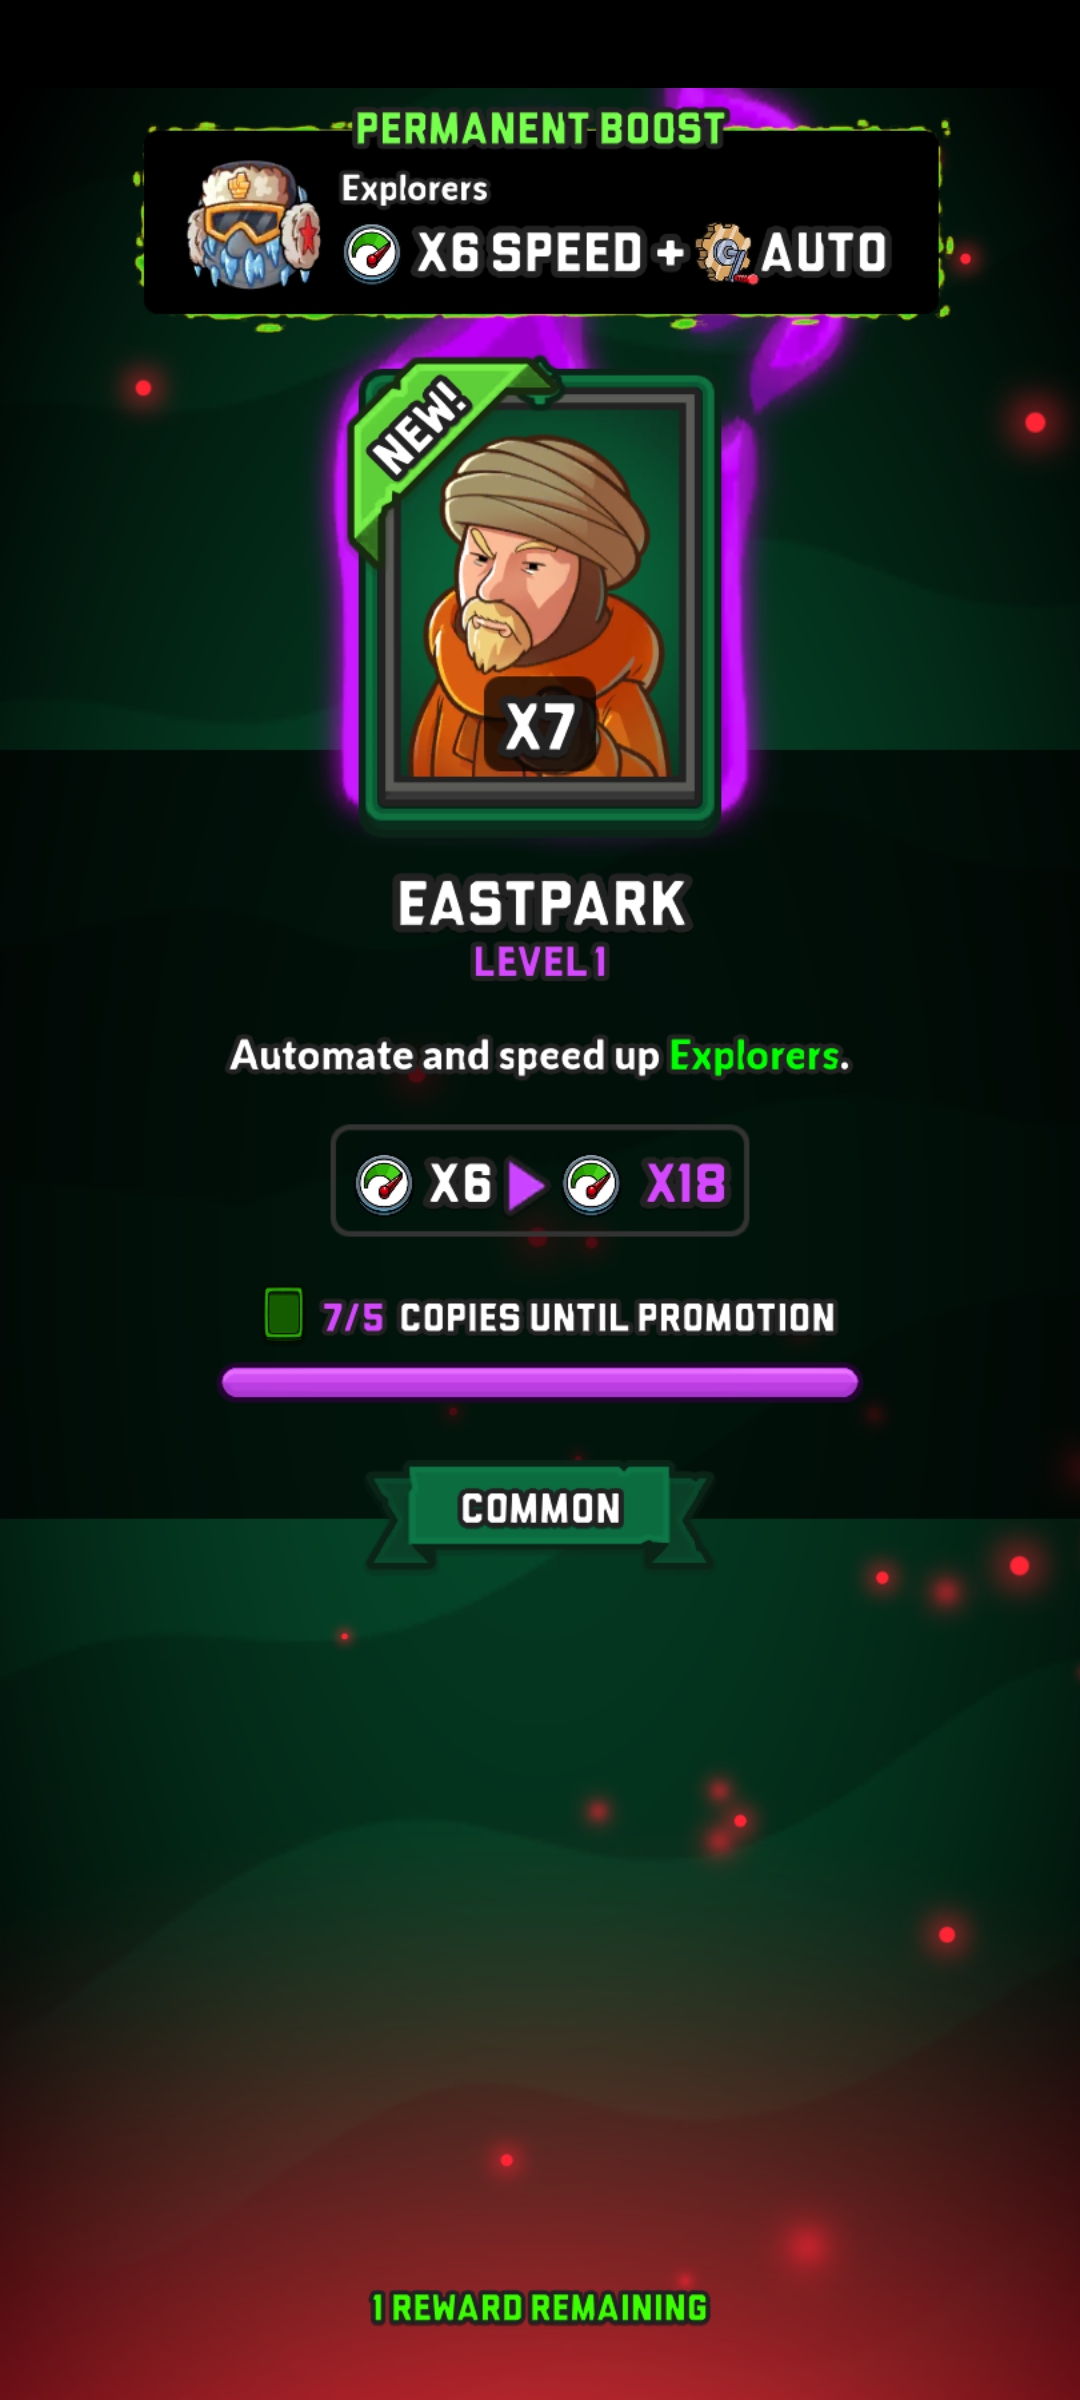 PERMANENT BOOST
Explorers
X6 SPEED + AUTO
NEW!
X7
EASTPARK
LEVEL 1
Automate and speed up Explorers.
X6 X18
7/5 COPIES UNTIL PROMOTION
COMMON
1 REWARD REMAINING